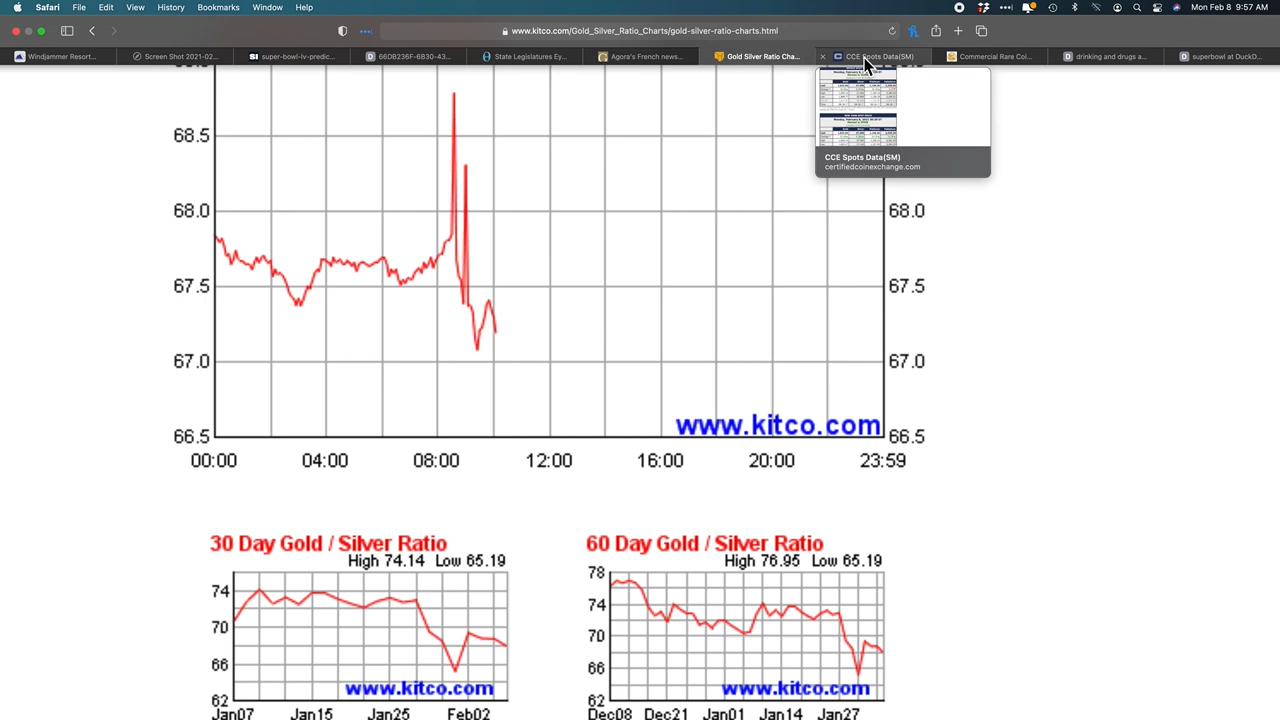 Safari File Edit View History Bookmarks Window Help
Mon Feb 8 9:57 AM
www.kitco.com/Gold_Silver_Ratio_Charts/gold-silver-ratio-charts.html
Windjammer Resort... Screen Shot 2021-02... super-bowl-lv-predic... 66DB236F-6B30-43... State Legislatures Ey... Agora's French news... Gold Silver Ratio Cha... CCE Spots Data(SM) Commercial Rare Coi... drinking and drugs a... superbowl at DuckD...
CCE Spots Data(SM)
certifiedcoinexchange.com
68.5
68.0 68.0
67.5 67.5
67.0 67.0
www.kitco.com
66.5 66.5
00:00 04:00 08:00 12:00 16:00 20:00 23:59
30 Day Gold / Silver Ratio
High 74.14 Low 65.19
74
70
66
62
www.kitco.com
Jan07 Jan15 Jan25 Feb02
60 Day Gold / Silver Ratio
High 76.95 Low 65.19
78
74
70
66
62
www.kitco.com
Dec08 Dec21 Jan01 Jan14 Jan27